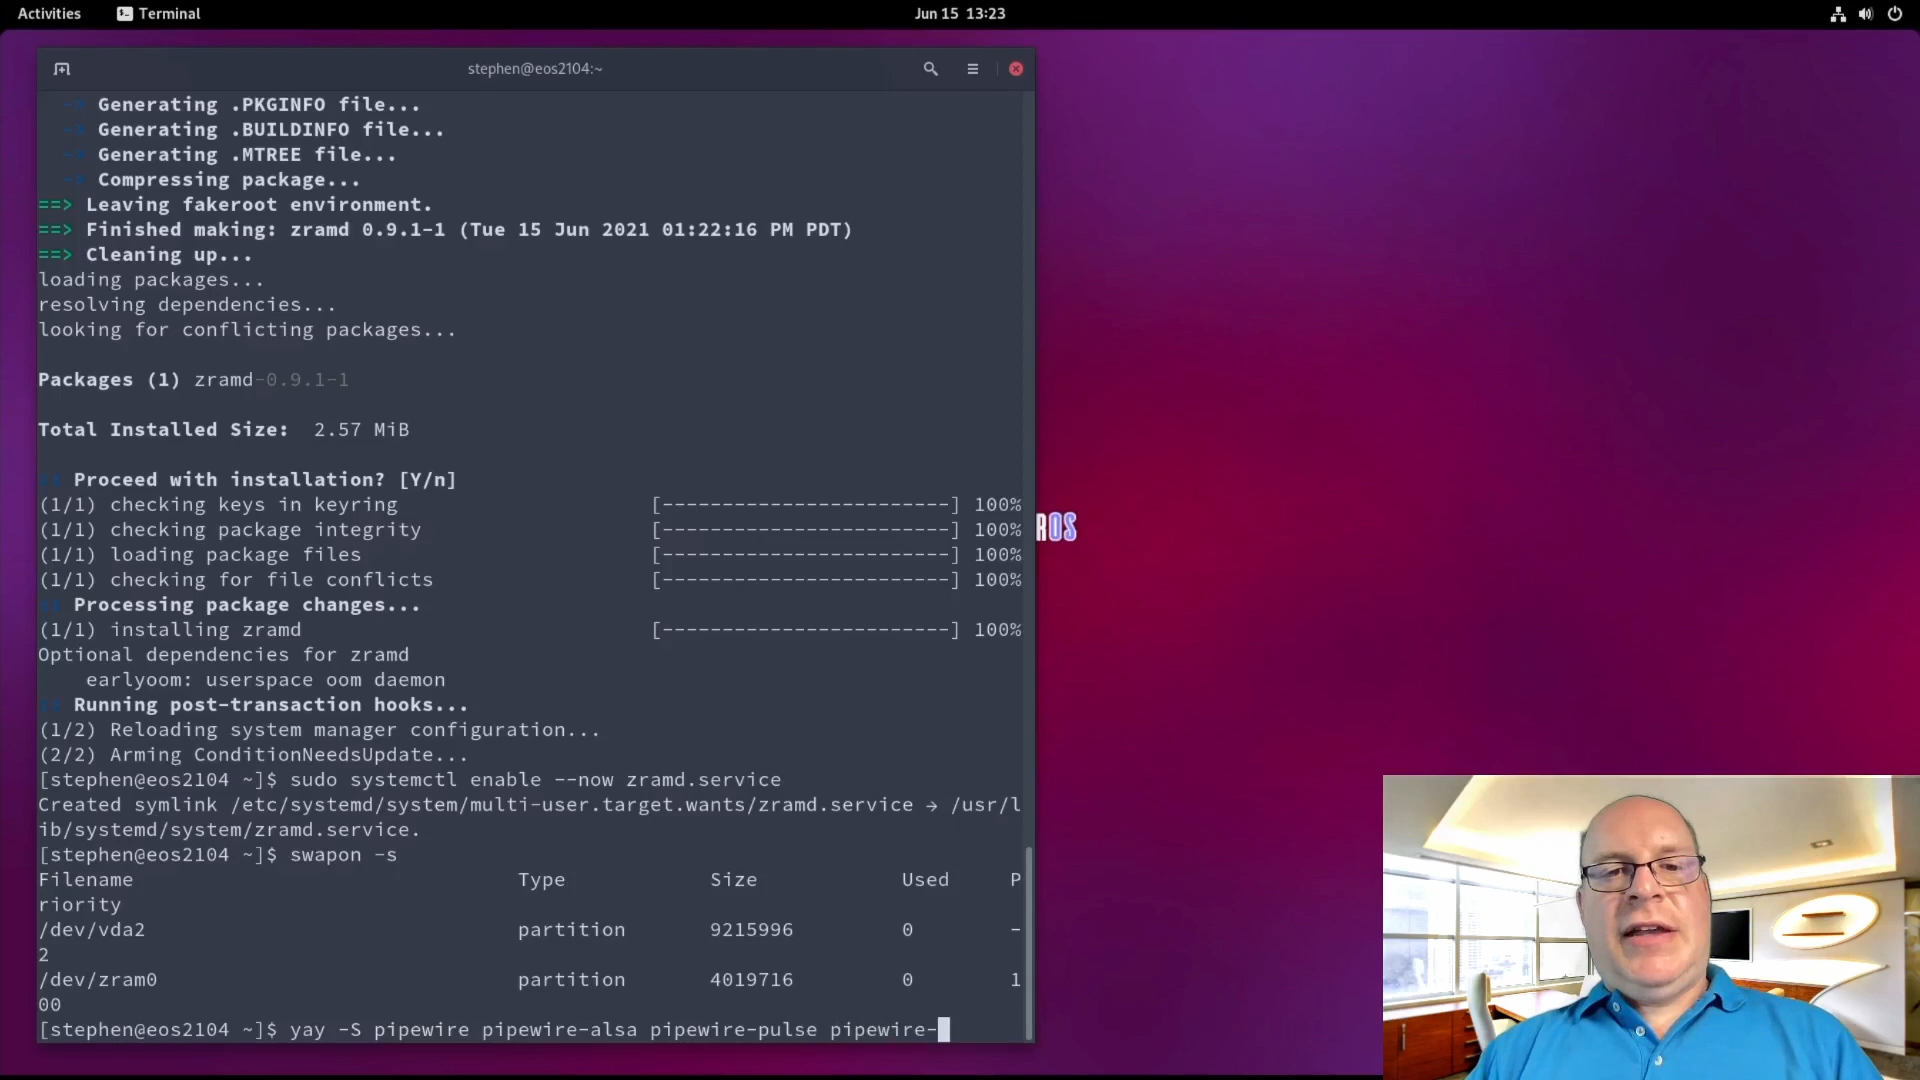 Activities Terminal Jun 15 13:23
stephen@eos2104:~
-> Generating .PKGINFO file...
-> Generating .BUILDINFO file...
-> Generating .MTREE file...
-> Compressing package...
==> Leaving fakeroot environment.
==> Finished making: zramd 0.9.1-1 (Tue 15 Jun 2021 01:22:16 PM PDT)
==> Cleaning up...
loading packages...
resolving dependencies...
looking for conflicting packages...
Packages (1) zramd-0.9.1-1
Total Installed Size:  2.57 MiB
:: Proceed with installation? [Y/n]
(1/1) checking keys in keyring [------------------------] 100%
(1/1) checking package integrity [------------------------] 100%
(1/1) loading package files [------------------------] 100%
(1/1) checking for file conflicts [------------------------] 100%
:: Processing package changes...
(1/1) installing zramd [------------------------] 100%
Optional dependencies for zramd
earlyoom: userspace oom daemon
:: Running post-transaction hooks...
(1/2) Reloading system manager configuration...
(2/2) Arming ConditionNeedsUpdate...
[stephen@eos2104 ~]$ sudo systemctl enable --now zramd.service
Created symlink /etc/systemd/system/multi-user.target.wants/zramd.service → /usr/l
ib/systemd/system/zramd.service.
[stephen@eos2104 ~]$ swapon -s
Filename Type Size Used P
riority
/dev/vda2 partition 9215996 0 -
2
/dev/zram0 partition 4019716 0 1
00
[stephen@eos2104 ~]$ yay -S pipewire pipewire-alsa pipewire-pulse pipewire-
ROS